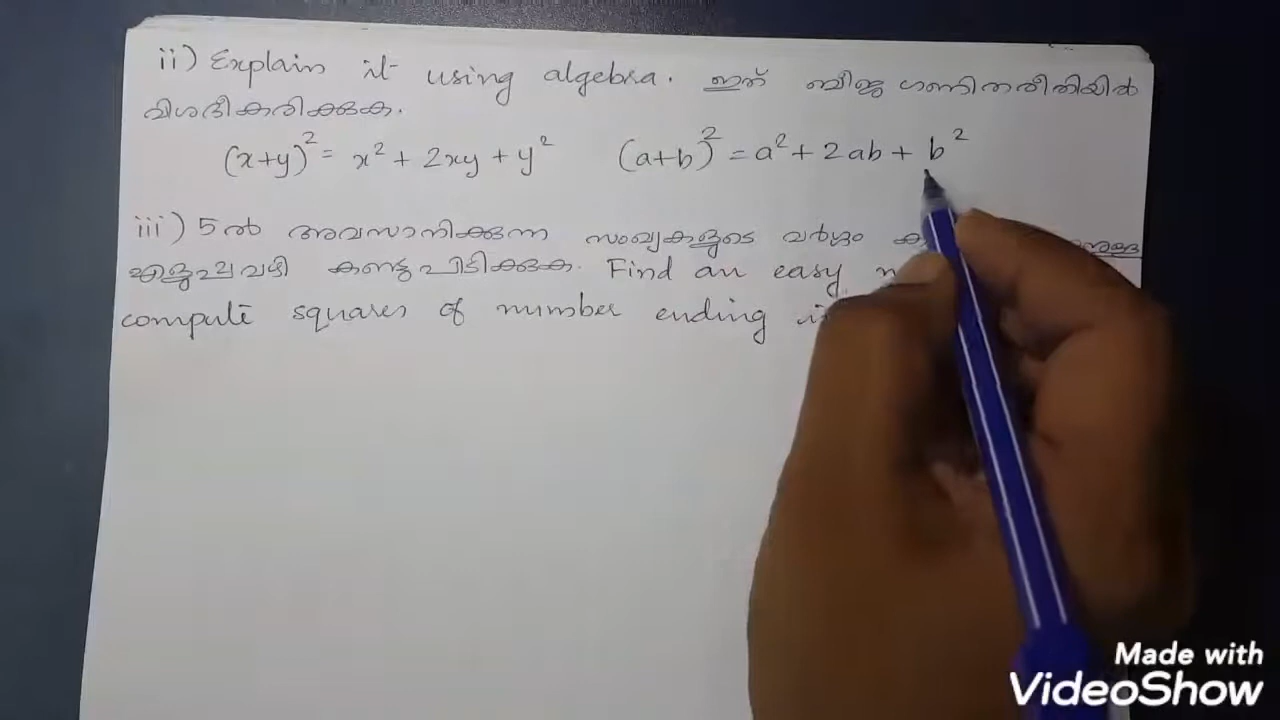 ii) Explain it using algebra. ഇത് ബീജ ഗണിതരീതിയിൽ
വിശദീകരിക്കുക.
(x+y)² = x² + 2xy + y² (a+b)² = a² + 2ab + b²
iii) 5ൽ അവസാനിക്കുന്ന സംഖ്യകളുടെ വർഗ്ഗം
എളുപ്പവഴി കണ്ടുപിടിക്കുക. Find an easy
compute squares of number ending
Made with
VideoShow